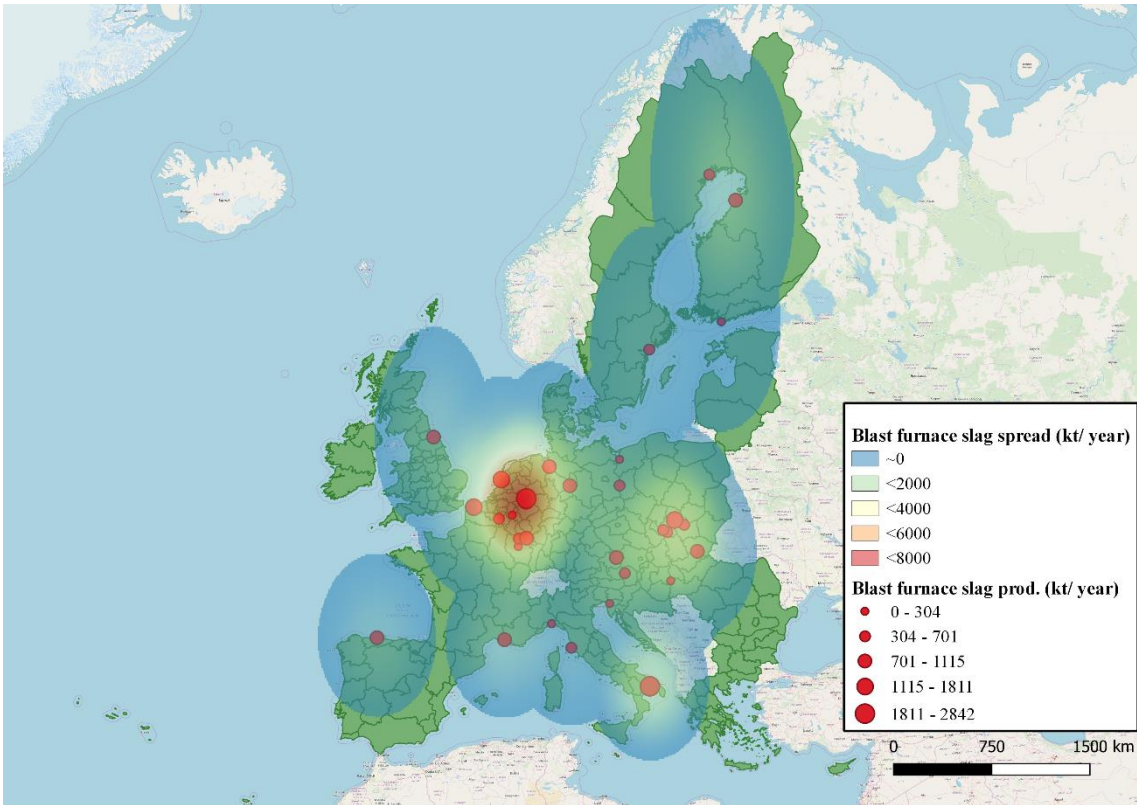 Blast furnace slag spread (kt/ year)
~0
<2000
<4000
<6000
<8000
Blast furnace slag prod. (kt/ year)
0 - 304
304 - 701
701 - 1115
1115 - 1811
1811 - 2842
0 750 1500 km